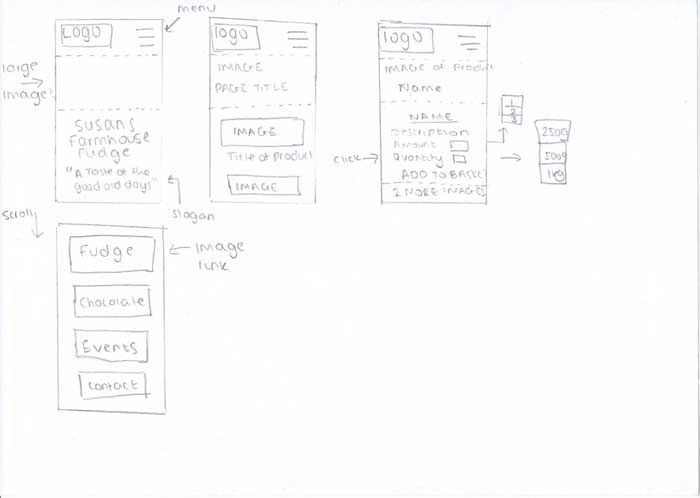 menu
LOGO
large
image?
susans
Farmhouse
Fudge
"A Taste of the
good old days"
slogan
scroll
Fudge
Chocolate
Events
contact
image
link
logo
IMAGE
PAGE TITLE
IMAGE
Title of Product
IMAGE
logo
IMAGE of Product
Name
NAME
Description
Amount
Quantity
ADD TO BASKET
2 MORE IMAGES
click
1
2
3
250g
500g
1kg